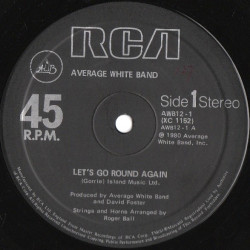 RCA
AWB
AVERAGE WHITE BAND
45
R.P.M.
Side 1 Stereo
AWB12-1
(XC 1152)
AWB12-1 A
℗ 1980 Average
White Band, Inc.
LET'S GO ROUND AGAIN
(Gorrie) Island Music Ltd.
Produced by Average White Band
and David Foster
Strings and Horns Arranged by
Roger Ball